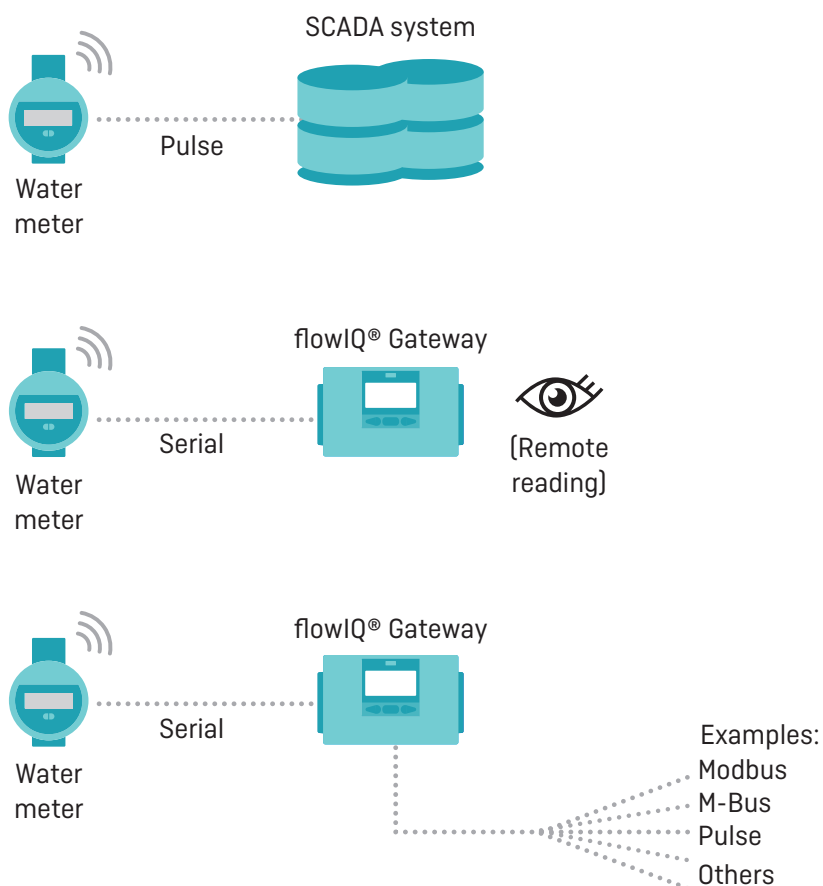 SCADA system
Pulse
Water
meter
flowIQ® Gateway
Serial
(Remote
reading)
Water
meter
flowIQ® Gateway
Serial
Water
meter
Examples:
Modbus
M-Bus
Pulse
Others